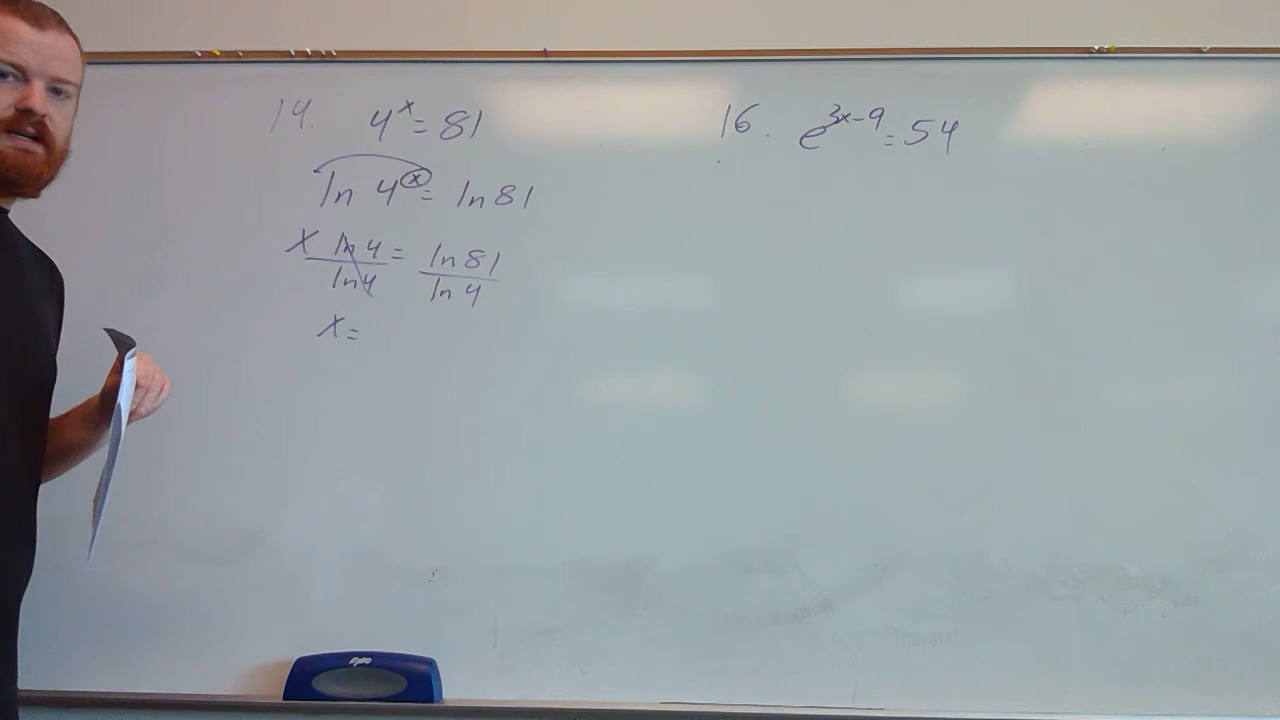 14. 4^x = 81
ln 4^x = ln 81
x ln 4 / ln 4 = ln 81 / ln 4
x =
16. e^{3x-9} = 54
EXPO